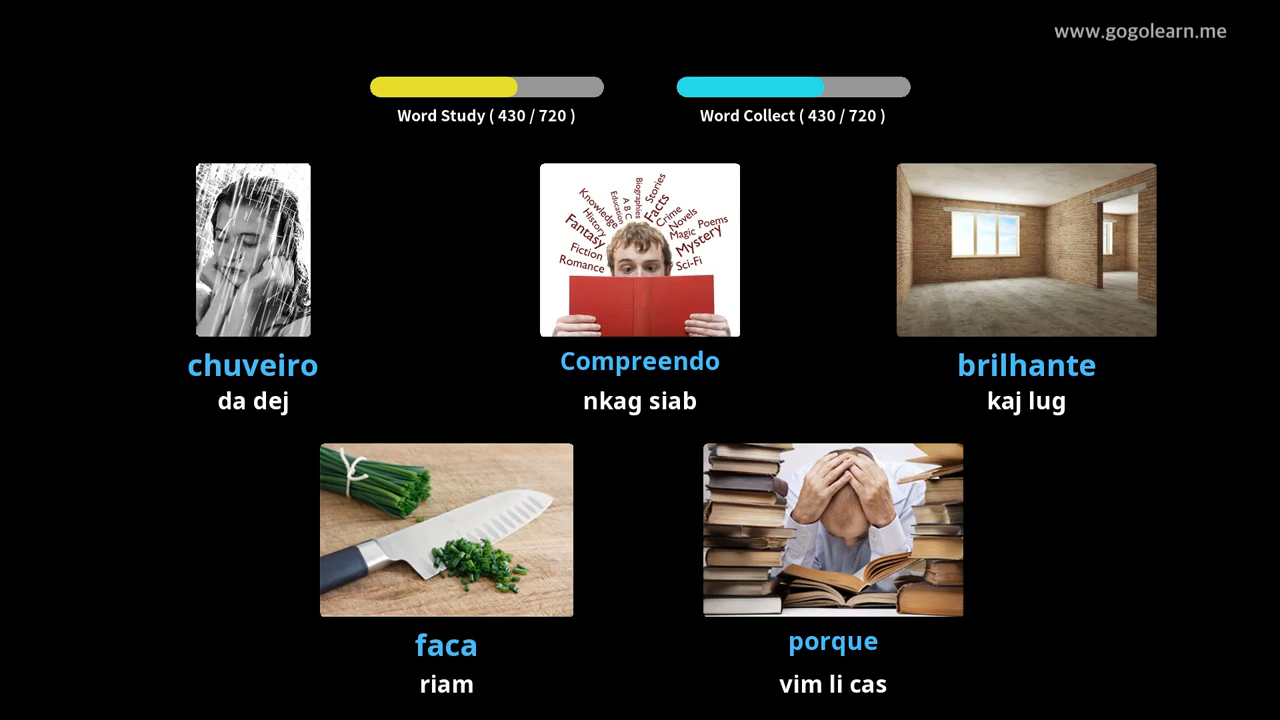 www.gogolearn.me
Word Study ( 430 / 720 )
Word Collect ( 430 / 720 )
Biographies
Stories
Education
A B C
Facts
Knowledge
Crime
History
Novels
Fantasy
Magic
Poems
Fiction
Mystery
Romance
Sci-Fi
chuveiro
da dej
Compreendo
nkag siab
brilhante
kaj lug
faca
riam
porque
vim li cas